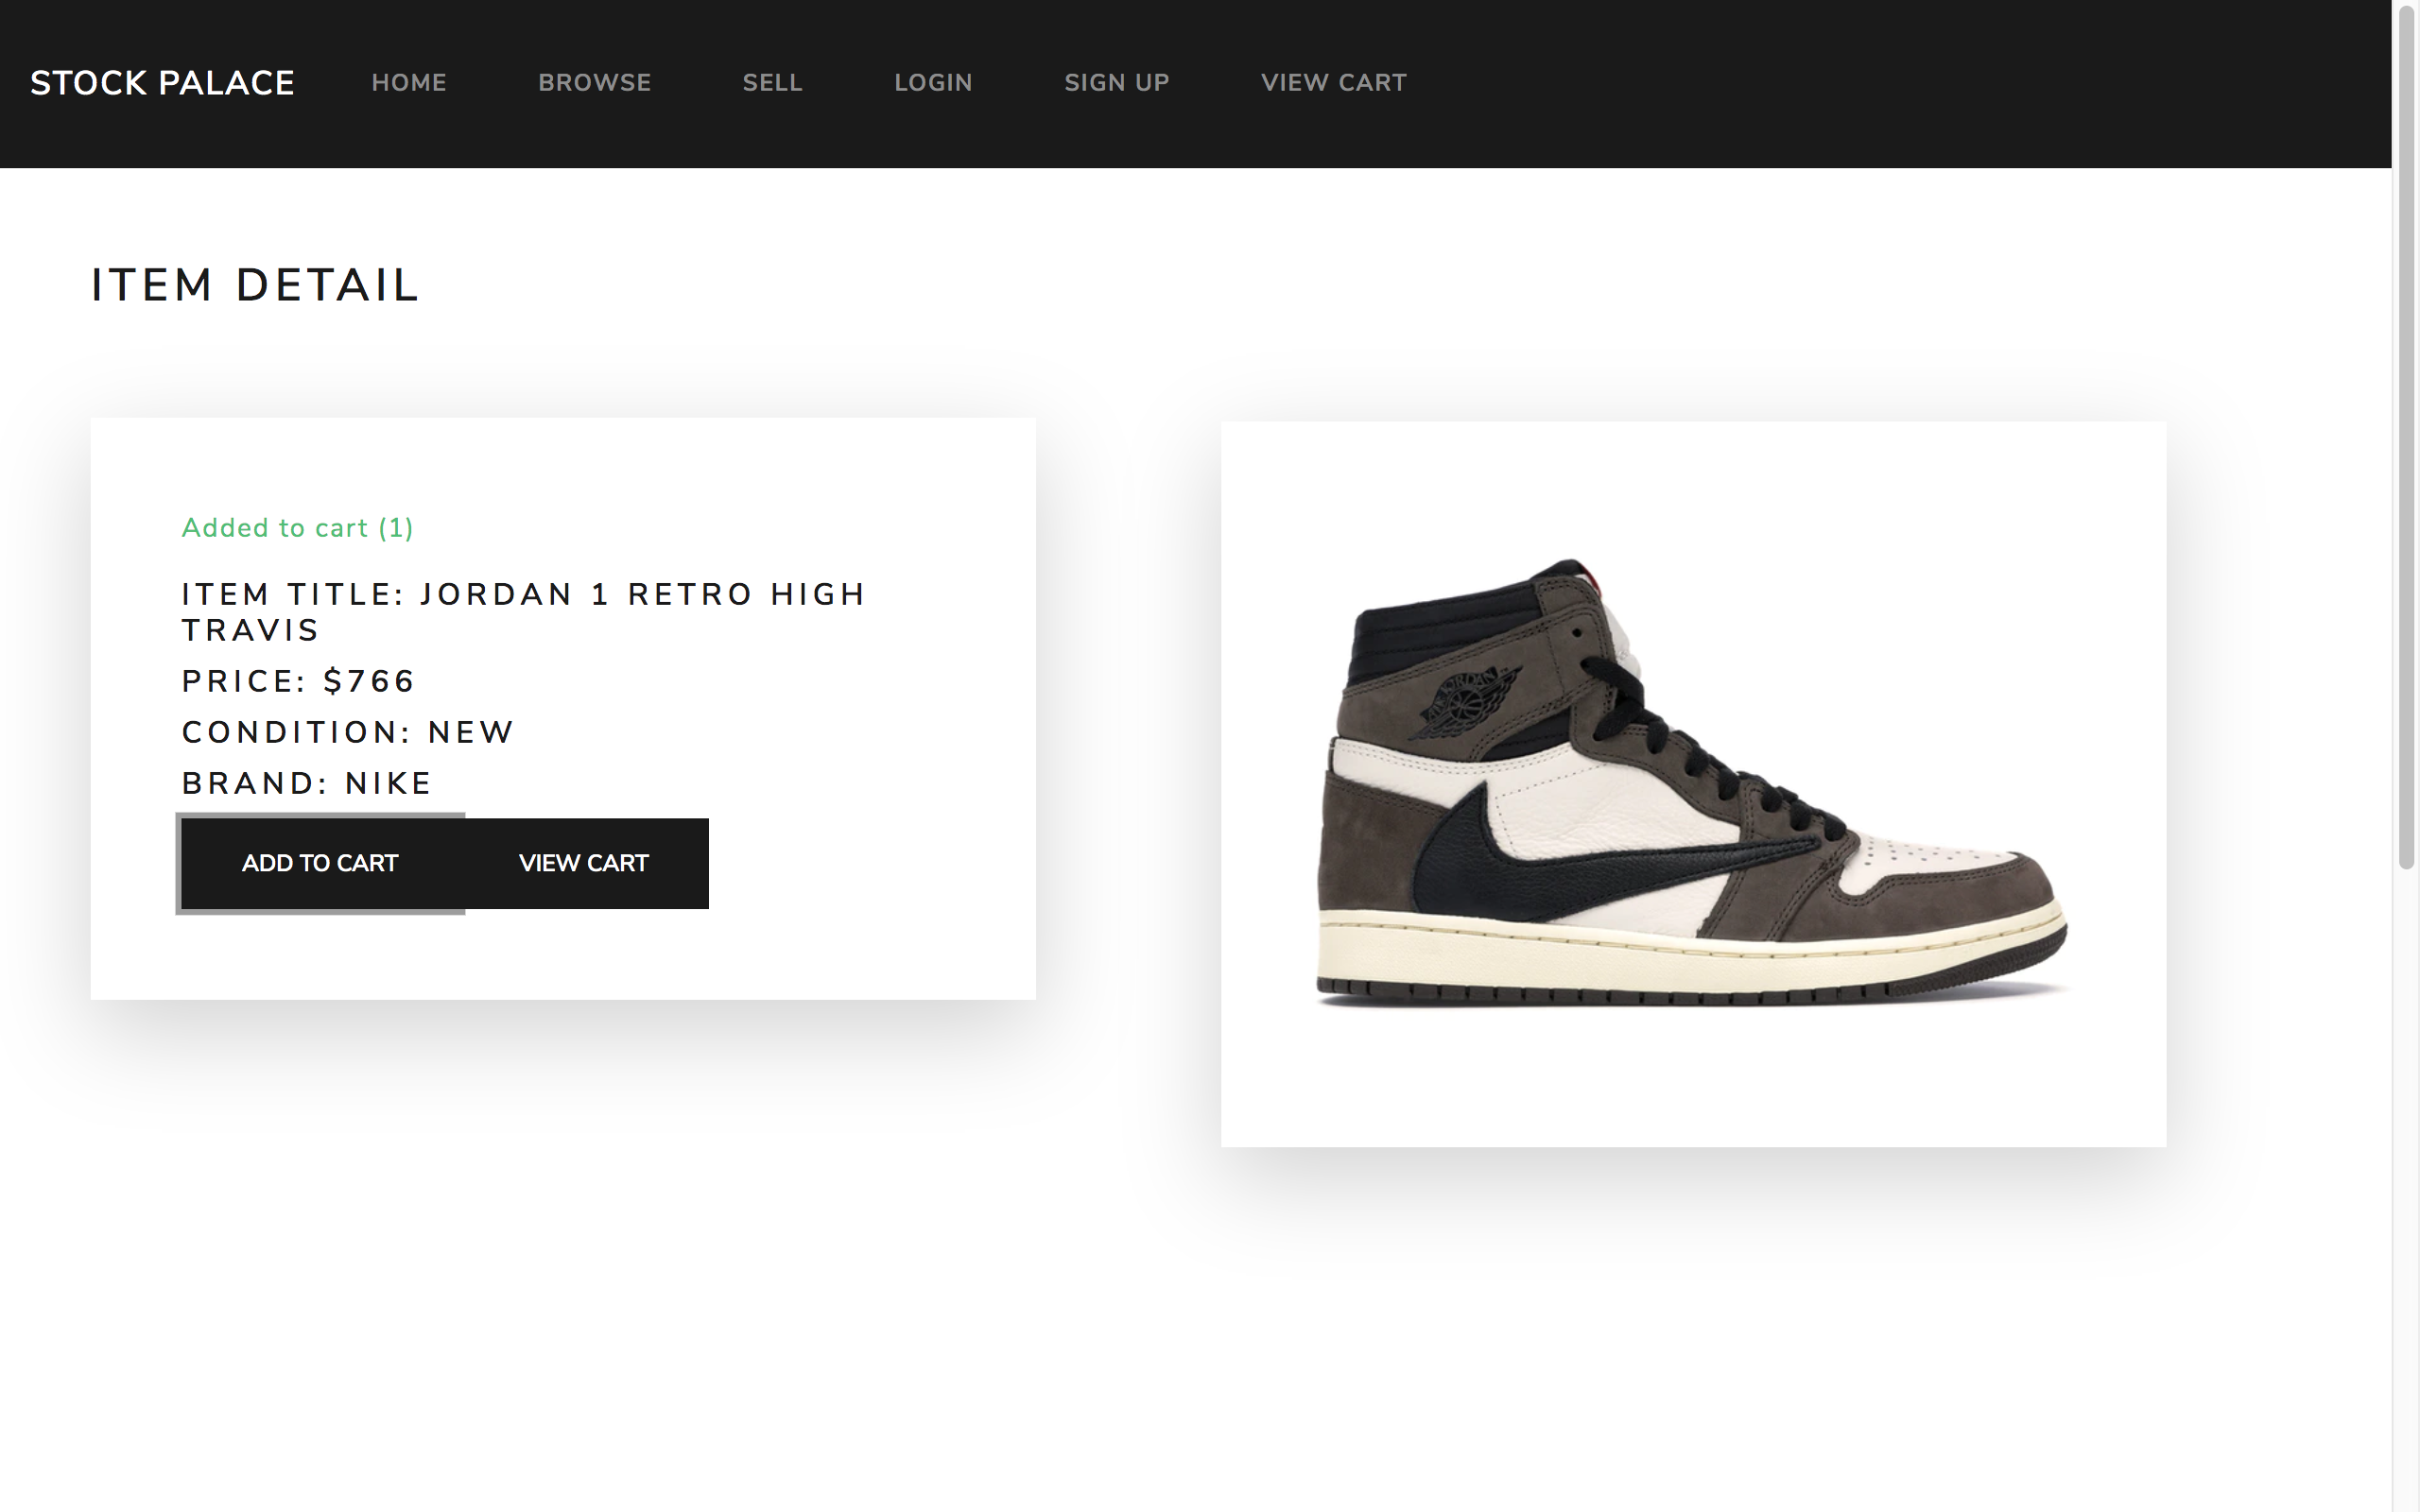 STOCK PALACE HOME BROWSE SELL LOGIN SIGN UP VIEW CART
ITEM DETAIL
Added to cart (1)
ITEM TITLE: JORDAN 1 RETRO HIGH
TRAVIS
PRICE: $766
CONDITION: NEW
BRAND: NIKE
ADD TO CART VIEW CART